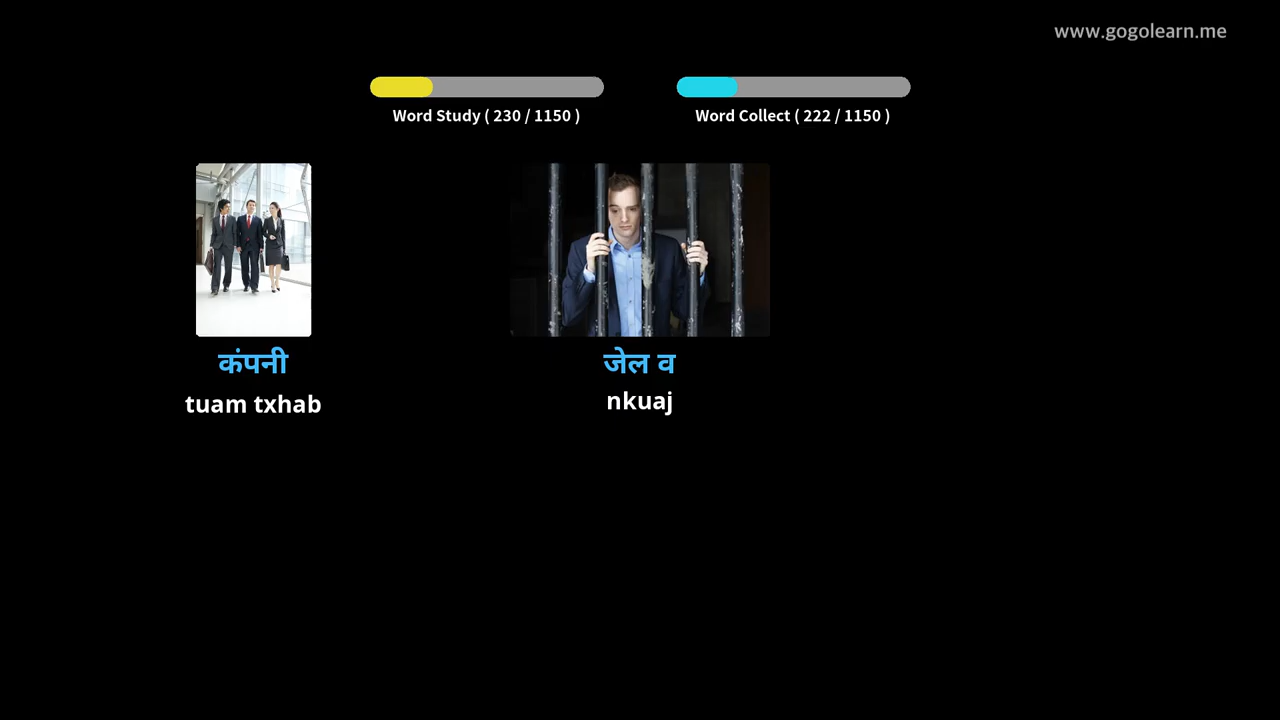 www.gogolearn.me
Word Study ( 230 / 1150 )
Word Collect ( 222 / 1150 )
कंपनी
tuam txhab
जेल व
nkuaj